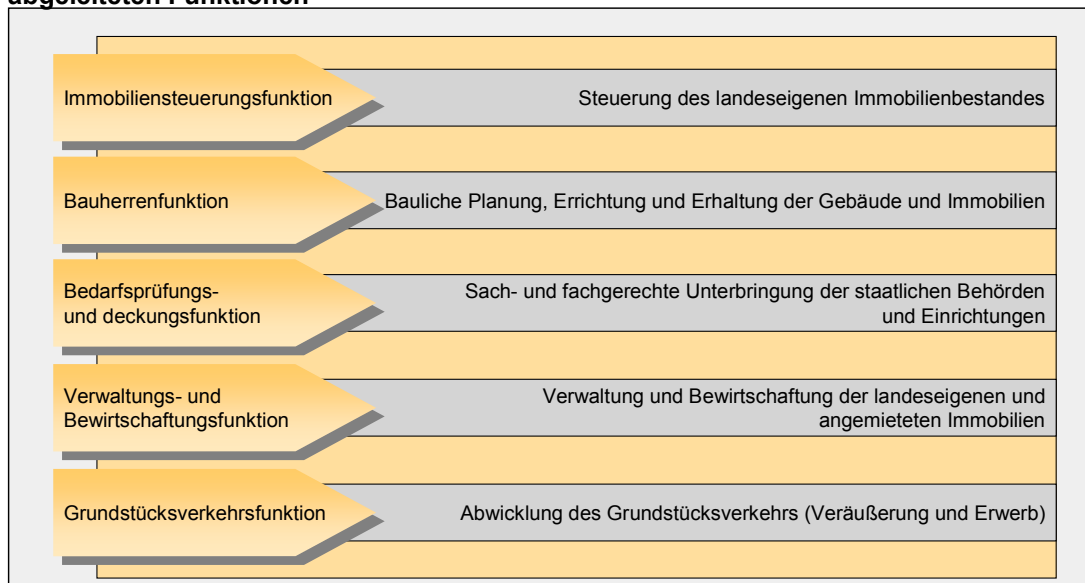 abgeleiteten Funktionen
Immobiliensteuerungsfunktion
Steuerung des landeseigenen Immobilienbestandes
Bauherrenfunktion
Bauliche Planung, Errichtung und Erhaltung der Gebäude und Immobilien
Bedarfsprüfungs-
und deckungsfunktion
Sach- und fachgerechte Unterbringung der staatlichen Behörden
und Einrichtungen
Verwaltungs- und
Bewirtschaftungsfunktion
Verwaltung und Bewirtschaftung der landeseigenen und
angemieteten Immobilien
Grundstücksverkehrsfunktion
Abwicklung des Grundstücksverkehrs (Veräußerung und Erwerb)